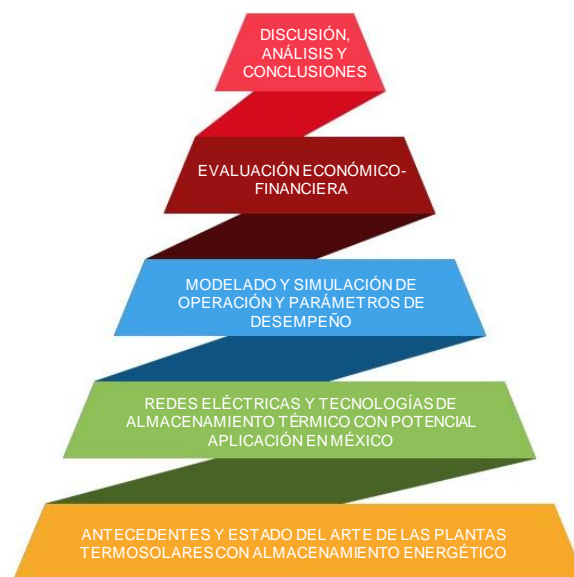 DISCUSIÓN,
ANÁLISIS Y
CONCLUSIONES
EVALUACIÓN ECONÓMICO-
FINANCIERA
MODELADO Y SIMULACIÓN DE
OPERACIÓN Y PARÁMETROS DE
DESEMPEÑO
REDES ELÉCTRICAS Y TECNOLOGÍAS DE
ALMACENAMIENTO TÉRMICO CON POTENCIAL
APLICACIÓN EN MÉXICO
ANTECEDENTES Y ESTADO DEL ARTE DE LAS PLANTAS
TERMOSOLARES CON ALMACENAMIENTO ENERGÉTICO